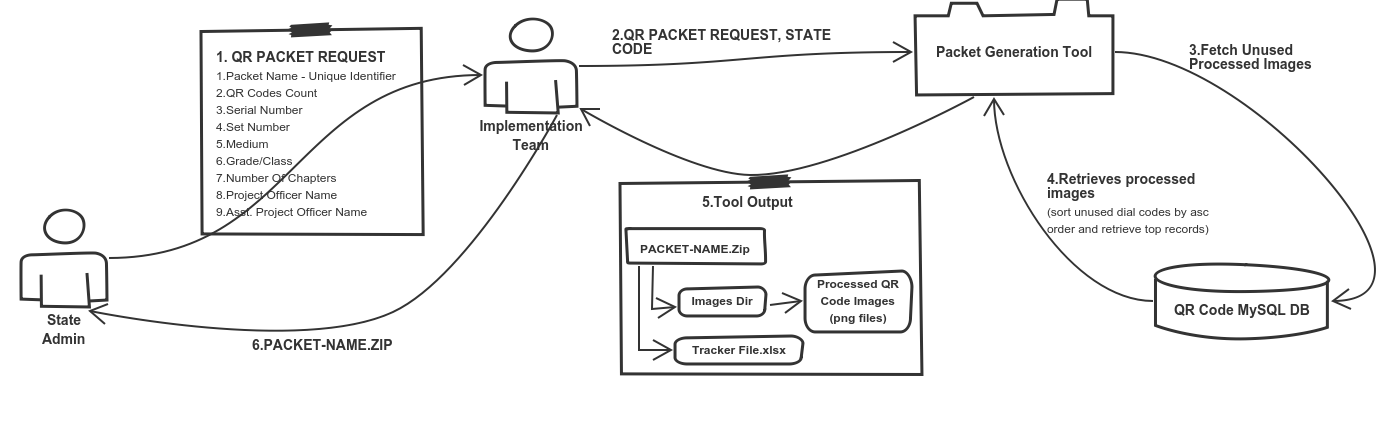 1. QR PACKET REQUEST
1.Packet Name - Unique Identifier
2.QR Codes Count
3.Serial Number
4.Set Number
5.Medium
6.Grade/Class
7.Number Of Chapters
8.Project Officer Name
9.Asst. Project Officer Name
State
Admin
Implementation
Team
2.QR PACKET REQUEST, STATE
CODE
Packet Generation Tool
3.Fetch Unused
Processed Images
4.Retrieves processed
images
(sort unused dial codes by asc
order and retrieve top records)
QR Code MySQL DB
5.Tool Output
PACKET-NAME.Zip
Images Dir
Processed QR
Code Images
(png files)
Tracker File.xlsx
6.PACKET-NAME.ZIP